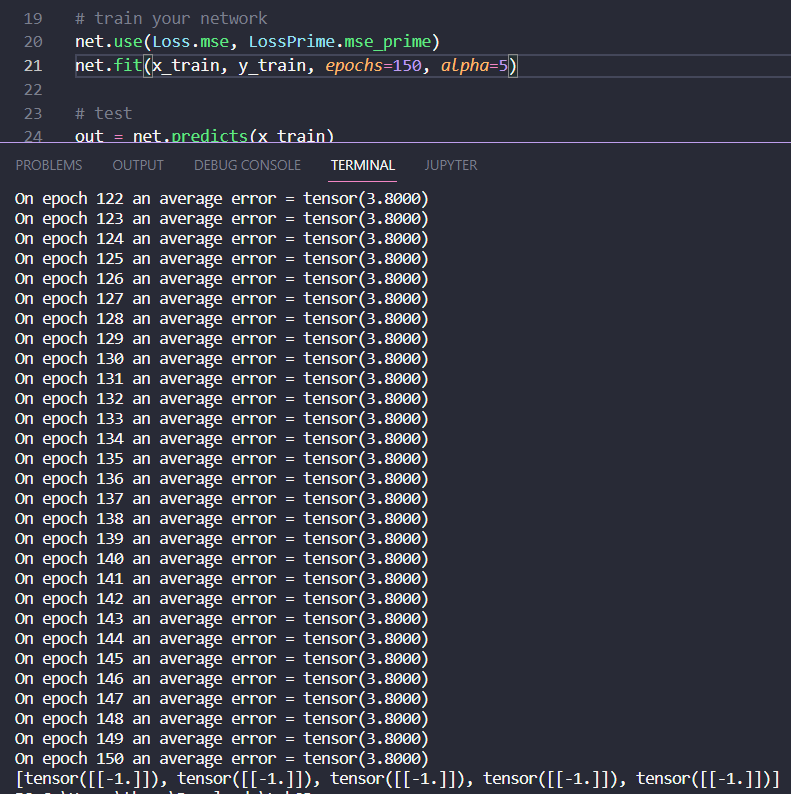 19 # train your network
20 net.use(Loss.mse, LossPrime.mse_prime)
21 net.fit(x_train, y_train, epochs=150, alpha=5)
22
23 # test
24 out = net.predicts(x_train)
PROBLEMS OUTPUT DEBUG CONSOLE TERMINAL JUPYTER
On epoch 122 an average error = tensor(3.8000)
On epoch 123 an average error = tensor(3.8000)
On epoch 124 an average error = tensor(3.8000)
On epoch 125 an average error = tensor(3.8000)
On epoch 126 an average error = tensor(3.8000)
On epoch 127 an average error = tensor(3.8000)
On epoch 128 an average error = tensor(3.8000)
On epoch 129 an average error = tensor(3.8000)
On epoch 130 an average error = tensor(3.8000)
On epoch 131 an average error = tensor(3.8000)
On epoch 132 an average error = tensor(3.8000)
On epoch 133 an average error = tensor(3.8000)
On epoch 134 an average error = tensor(3.8000)
On epoch 135 an average error = tensor(3.8000)
On epoch 136 an average error = tensor(3.8000)
On epoch 137 an average error = tensor(3.8000)
On epoch 138 an average error = tensor(3.8000)
On epoch 139 an average error = tensor(3.8000)
On epoch 140 an average error = tensor(3.8000)
On epoch 141 an average error = tensor(3.8000)
On epoch 142 an average error = tensor(3.8000)
On epoch 143 an average error = tensor(3.8000)
On epoch 144 an average error = tensor(3.8000)
On epoch 145 an average error = tensor(3.8000)
On epoch 146 an average error = tensor(3.8000)
On epoch 147 an average error = tensor(3.8000)
On epoch 148 an average error = tensor(3.8000)
On epoch 149 an average error = tensor(3.8000)
On epoch 150 an average error = tensor(3.8000)
[tensor([[-1.]]), tensor([[-1.]]), tensor([[-1.]]), tensor([[-1.]]), tensor([[-1.]])]